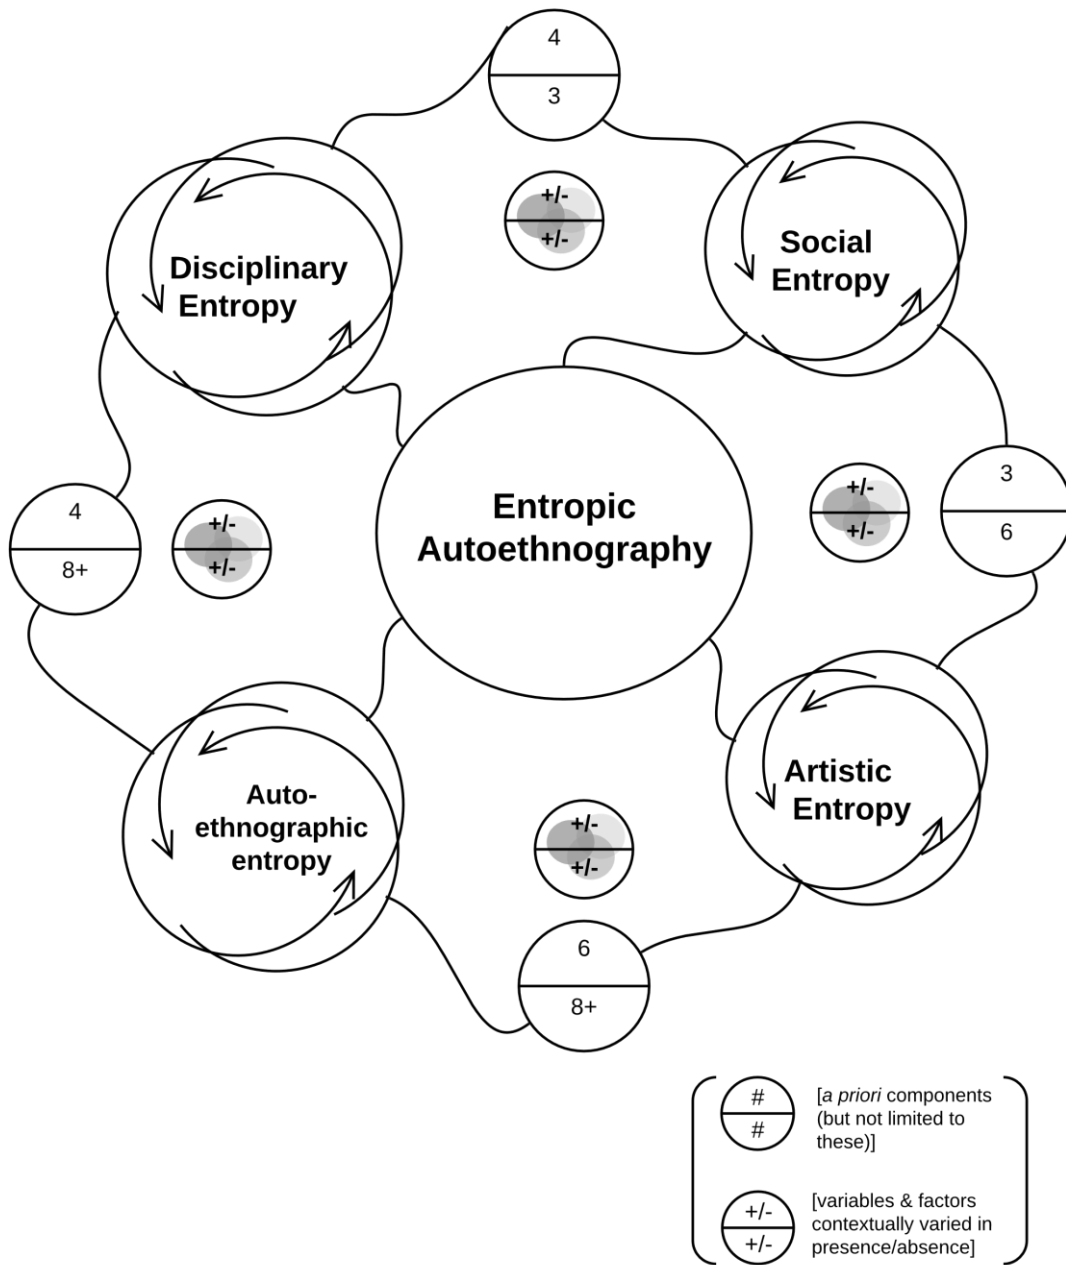 4
3
+/-
+/-
Disciplinary
Entropy
Social
Entropy
4
8+
+/-
+/-
Entropic
Autoethnography
+/-
+/-
3
6
Auto-
ethnographic
entropy
Artistic
Entropy
+/-
+/-
6
8+
#
#
[a priori components
(but not limited to
these)]
+/-
+/-
[variables & factors
contextually varied in
presence/absence]